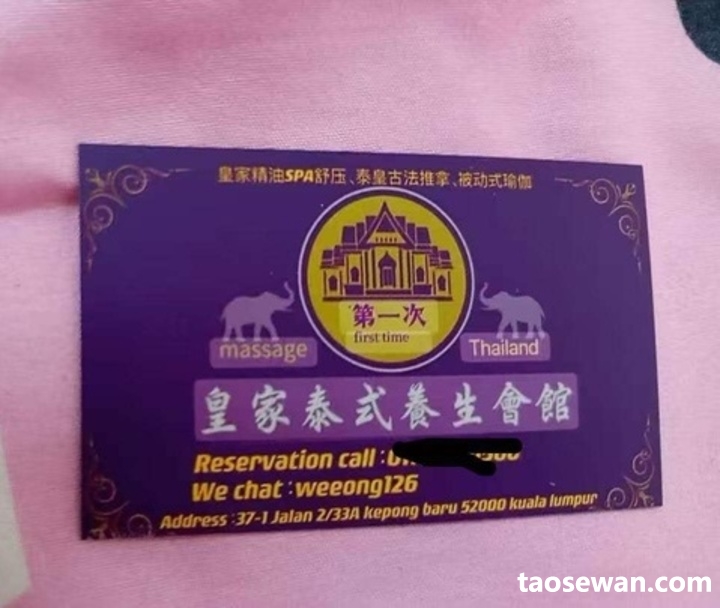 皇家精油SPA舒压、泰皇古法推拿、被动式瑜伽
第一次
first time
massage
Thailand
皇家泰式養生會館
Reservation call :
We chat :weeong126
Address :37-1 Jalan 2/33A kepong baru 52000 kuala lumpur
taosewan.com